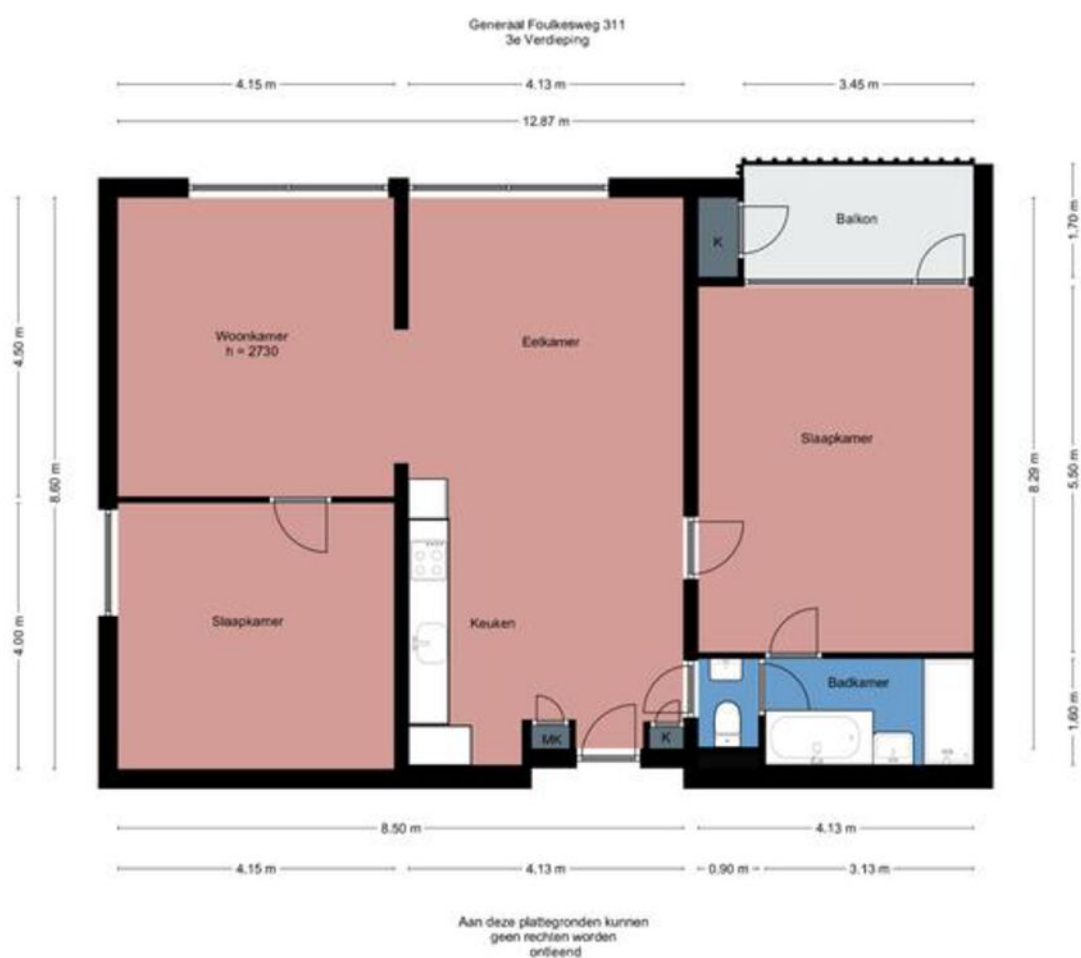 Generaal Foulkesweg 311
3e Verdieping
4.15 m
4.13 m
3.45 m
12.87 m
Balkon
1.70 m
K
4.50 m
Woonkamer
h = 2730
Eetkamer
Slaapkamer
8.60 m
8.29 m
5.50 m
4.00 m
Slaapkamer
Keuken
Badkamer
1.60 m
MK
K
8.50 m
4.13 m
4.15 m
4.13 m
0.90 m
3.13 m
Aan deze plattegronden kunnen
geen rechten worden
ontleend